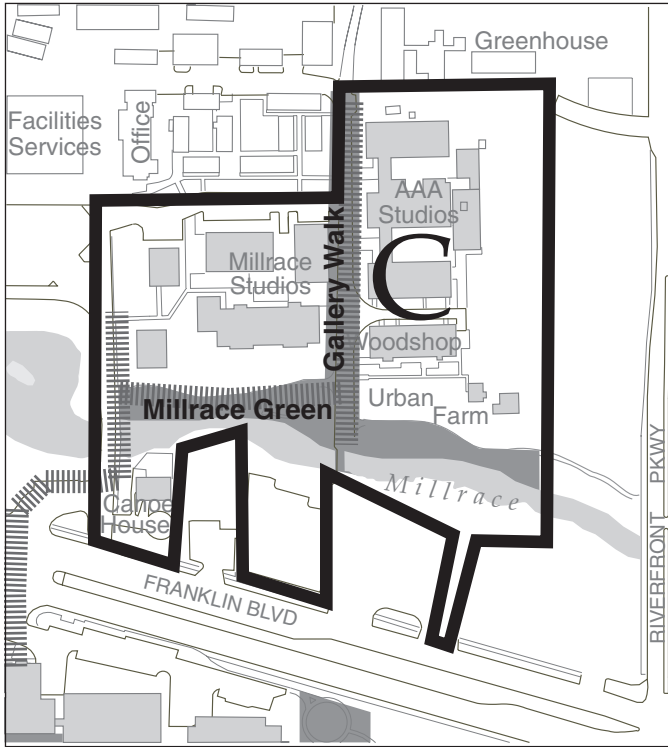 Greenhouse
Facilities
Services
Office
AAA
Studios
C
Gallery Walk
Millrace
Studios
Woodshop
Millrace Green
Urban
Farm
Millrace
Canoe
House
FRANKLIN BLVD
RIVERFRONT PKWY